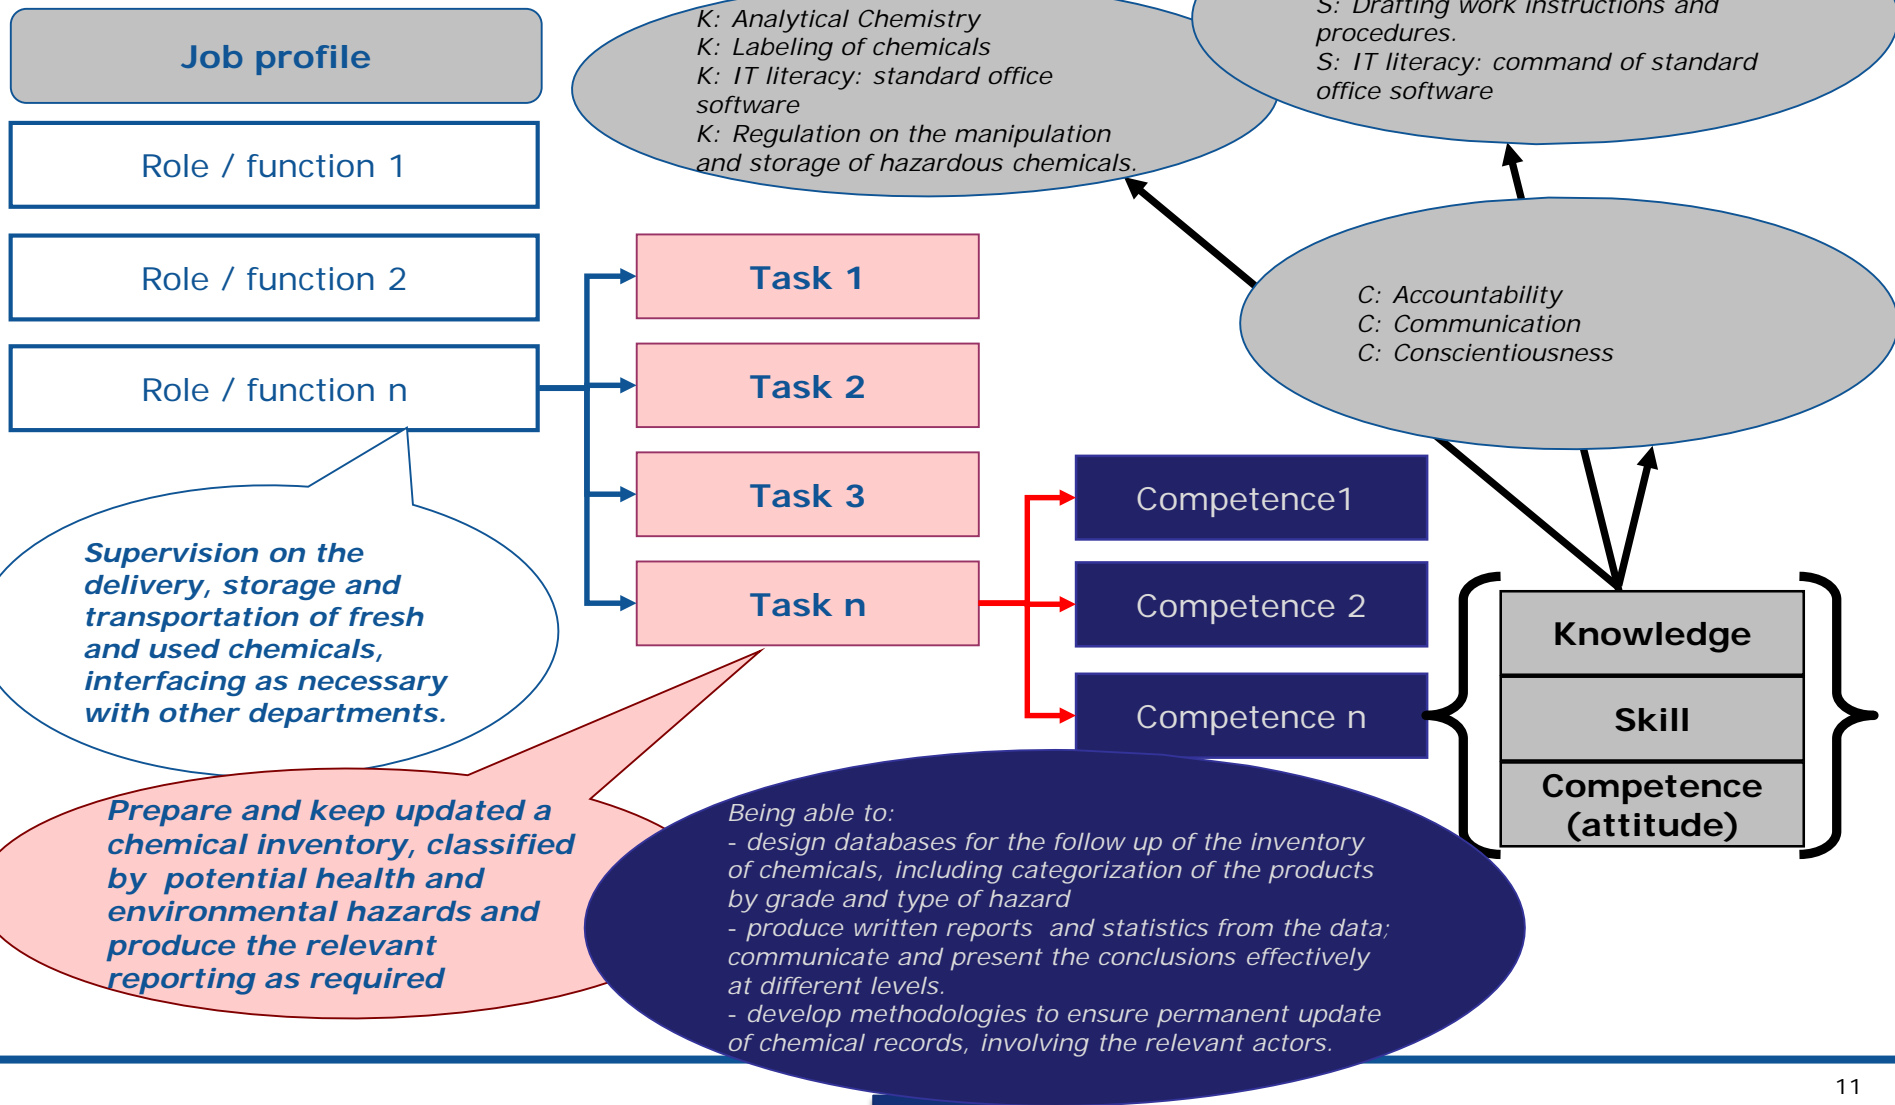 Job profile
Role / function 1
Role / function 2
Role / function n
K: Analytical Chemistry
K: Labeling of chemicals
K: IT literacy: standard office
software
K: Regulation on the manipulation
and storage of hazardous chemicals.
S: Drafting work instructions and
procedures.
S: IT literacy: command of standard
office software
C: Accountability
C: Communication
C: Conscientiousness
Task 1
Task 2
Task 3
Task n
Competence1
Competence 2
Competence n
Knowledge
Skill
Competence
(attitude)
Supervision on the
delivery, storage and
transportation of fresh
and used chemicals,
interfacing as necessary
with other departments.
Prepare and keep updated a
chemical inventory, classified
by  potential health and
environmental hazards and
produce the relevant
reporting as required
Being able to:
- design databases for the follow up of the inventory
of chemicals, including categorization of the products
by grade and type of hazard
- produce written reports  and statistics from the data;
communicate and present the conclusions effectively
at different levels.
- develop methodologies to ensure permanent update
of chemical records, involving the relevant actors.
11